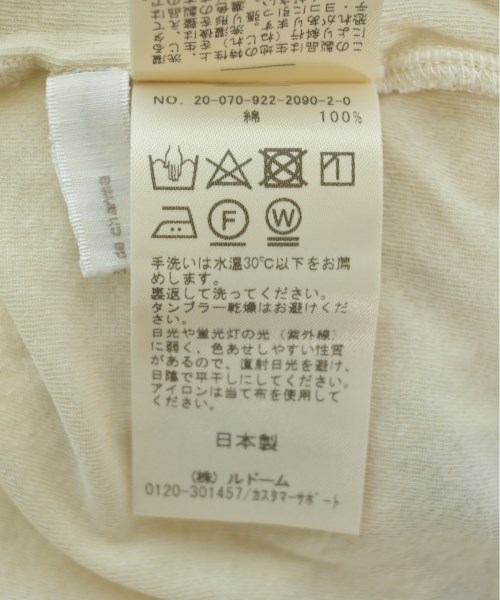 NO. 20-070-922-2090-2-0
綿 100%
F W
手洗いは水温30℃以下をお薦
めします。
裏返して洗ってください。
タンブラー乾燥はお避けくだ
さい。
日光や蛍光灯の光（紫外線）
に弱く、色あせしやすい性質
があるので、直射日光を避け、
日陰で平干しにしてください。
アイロンは当て布を使用して
ください。
日本製
（株）ルドーム
0120-301457/ｶｽﾀﾏｰｻﾎﾟｰﾄ
de charme